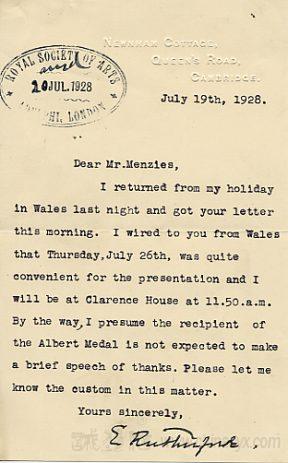 NEWNHAM COTTAGE,
QUEEN'S ROAD,
CAMBRIDGE.
ROYAL SOCIETY OF ARTS
20 JUL. 1928
ADELPHI, LONDON
July 19th, 1928.
Dear Mr.Menzies,
I returned from my holiday
in Wales last night and got your letter
this morning. I wired to you from Wales
that Thursday,July 26th, was quite
convenient for the presentation and I
will be at Clarence House at 11.50.a.m.
By the way, I presume the recipient of
the Albert Medal is not expected to make
a brief speech of thanks. Please let me
know the custom in this matter.
Yours sincerely,
E Rutherford.